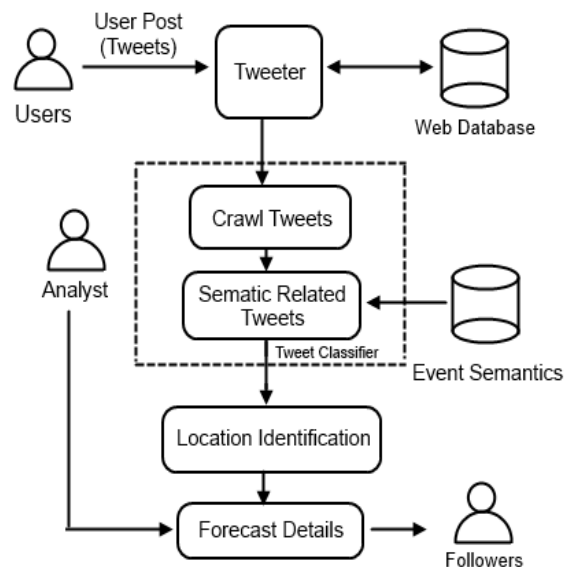 User Post
(Tweets)
Tweeter
Users
Web Database
Crawl Tweets
Analyst
Sematic Related
Tweets
Tweet Classifier
Event Semantics
Location Identification
Forecast Details
Followers